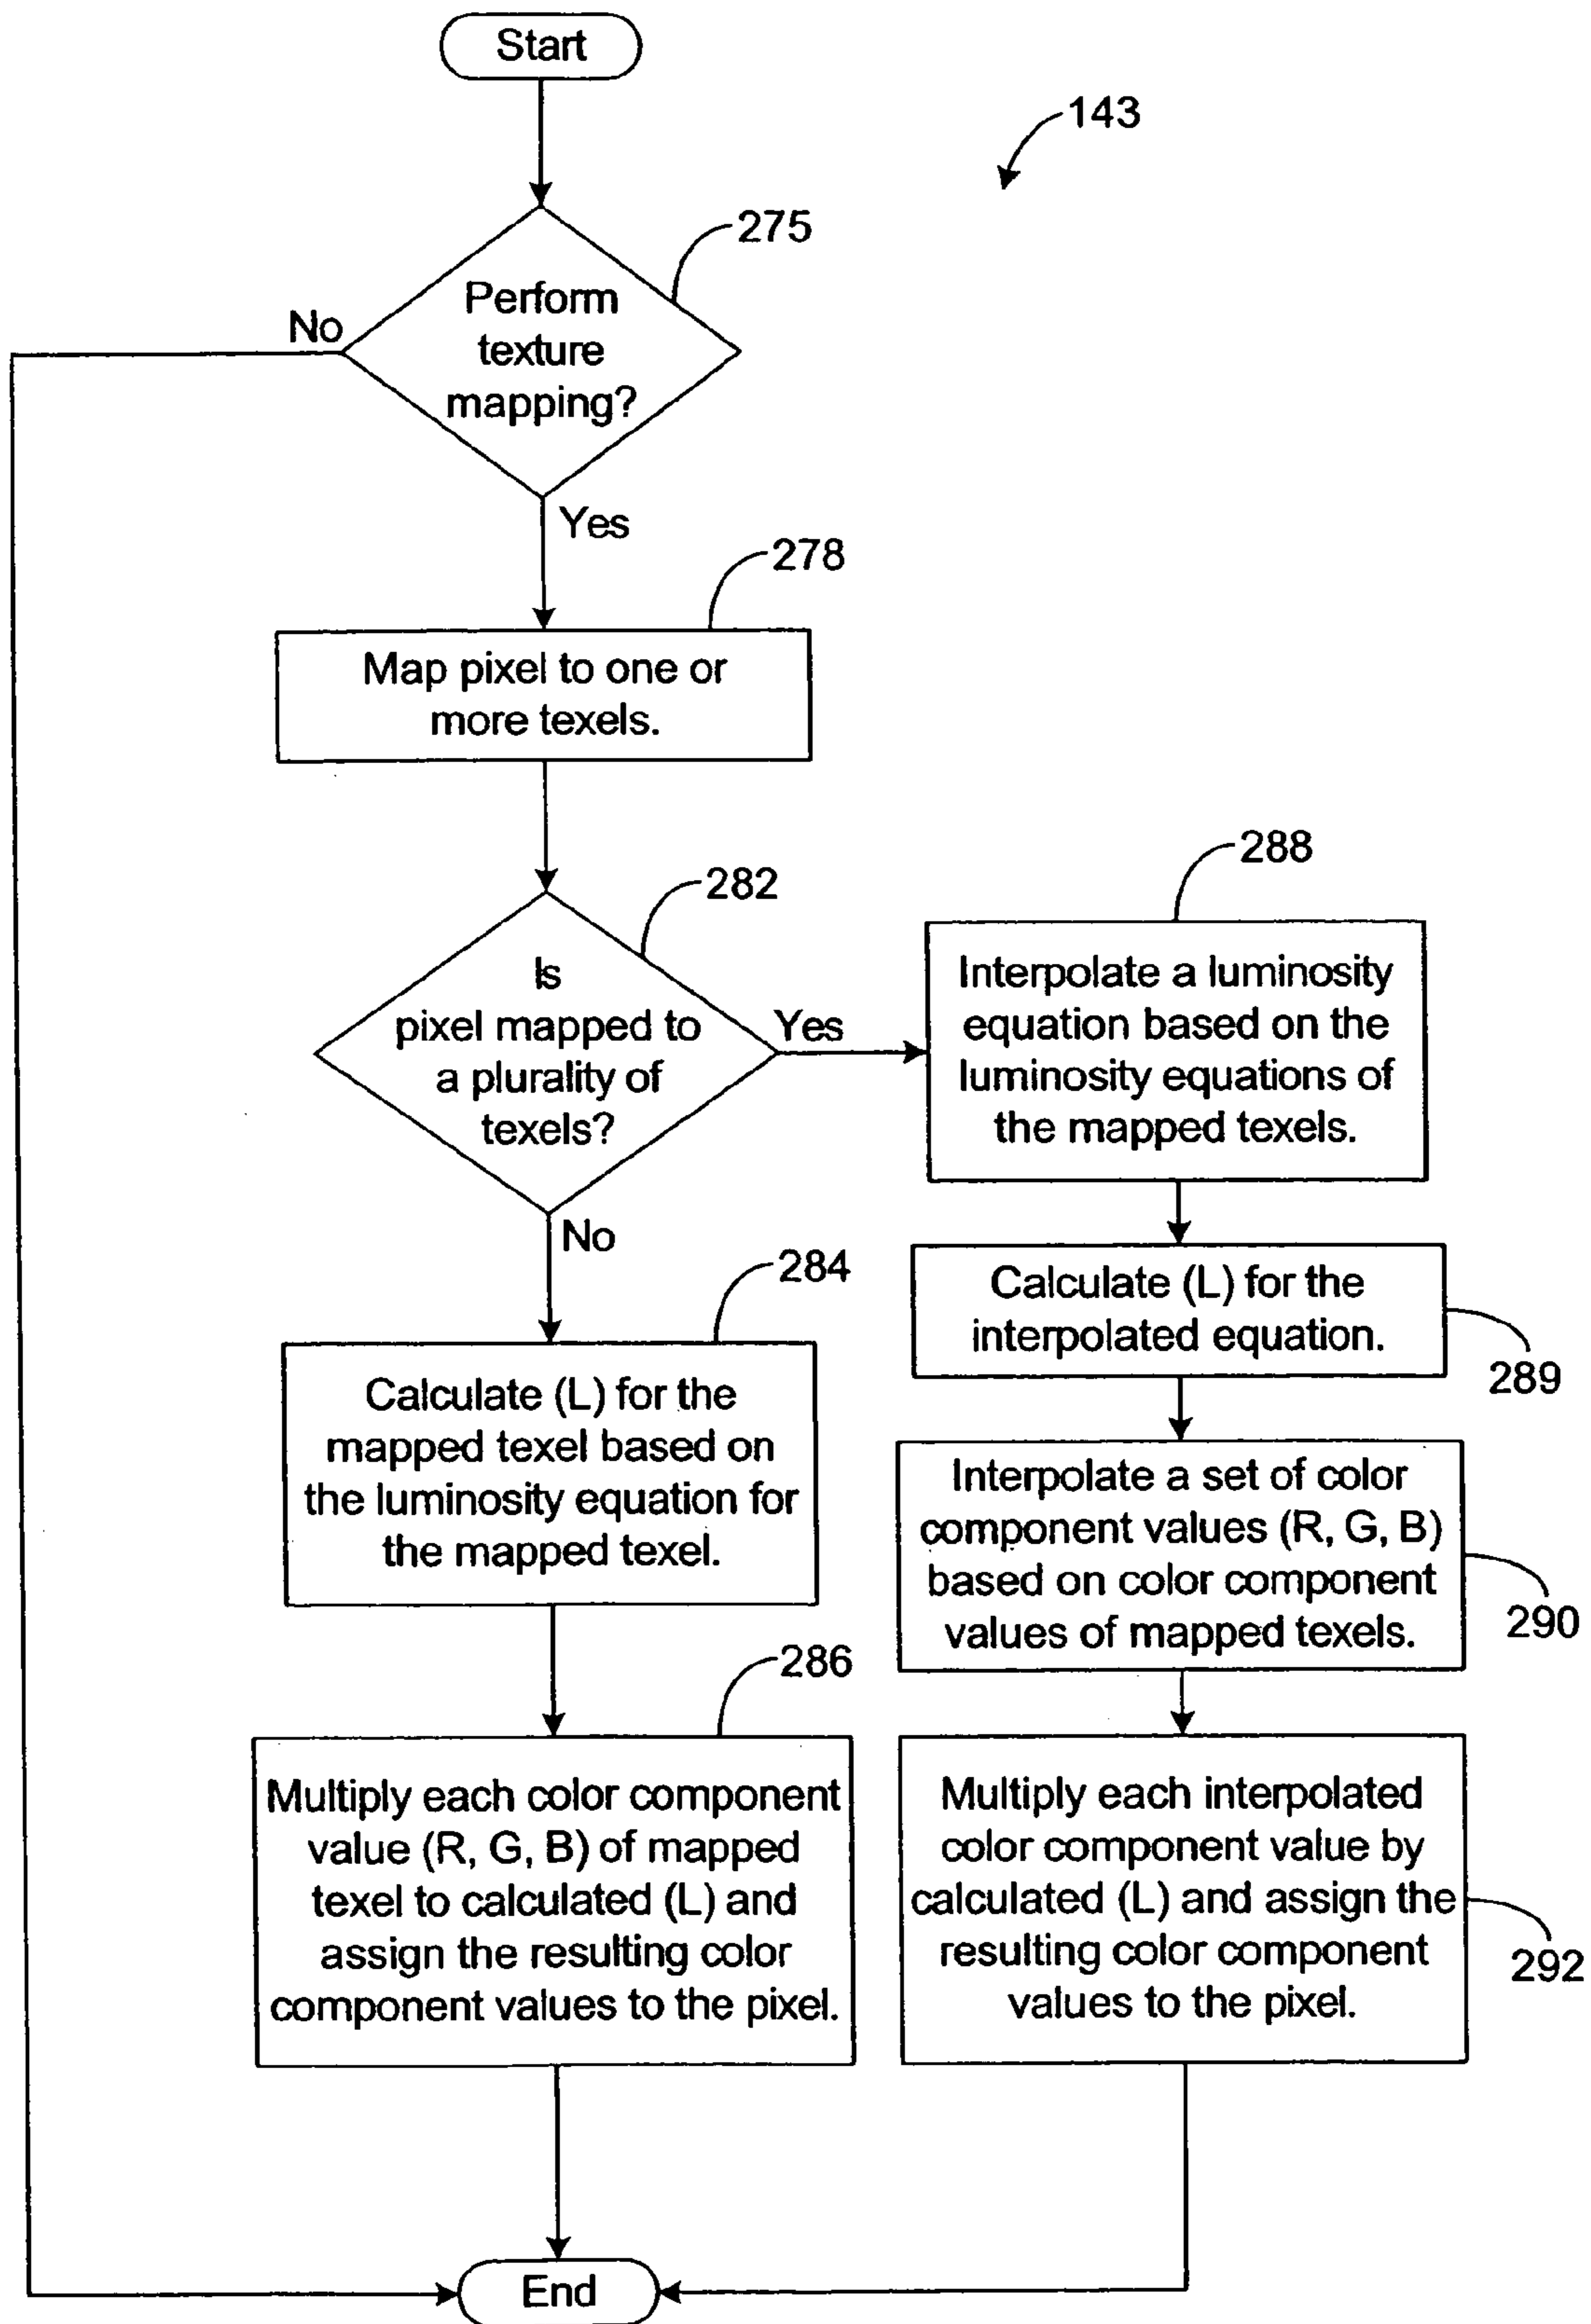 Start
143
275
Perform
texture
mapping?
No
Yes
278
Map pixel to one or
more texels.
282
Is
pixel mapped to
a plurality of
texels?
Yes
No
288
Interpolate a luminosity
equation based on the
luminosity equations of
the mapped texels.
284
Calculate (L) for the
mapped texel based on
the luminosity equation for
the mapped texel.
Calculate (L) for the
interpolated equation.
289
Interpolate a set of color
component values (R, G, B)
based on color component
values of mapped texels.
290
286
Multiply each color component
value (R, G, B) of mapped
texel to calculated (L) and
assign the resulting color
component values to the pixel.
Multiply each interpolated
color component value by
calculated (L) and assign the
resulting color component
values to the pixel.
292
End